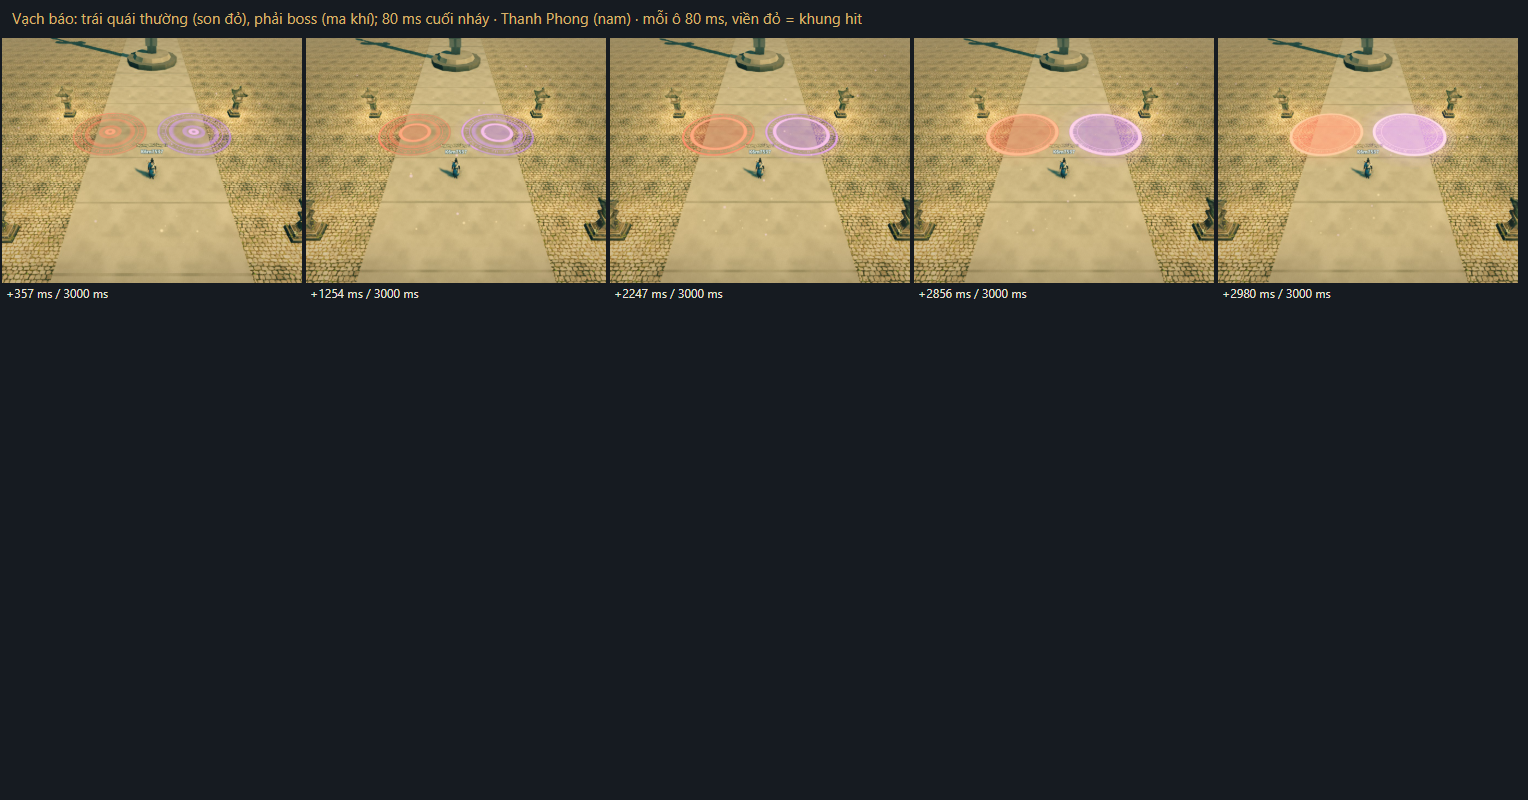 Vạch báo: trái quái thường (son đỏ), phải boss (ma khí); 80 ms cuối nháy · Thanh Phong (nam) · mỗi ô 80 ms, viền đỏ = khung hit
+357 ms / 3000 ms
+1254 ms / 3000 ms
+2247 ms / 3000 ms
+2856 ms / 3000 ms
+2980 ms / 3000 ms